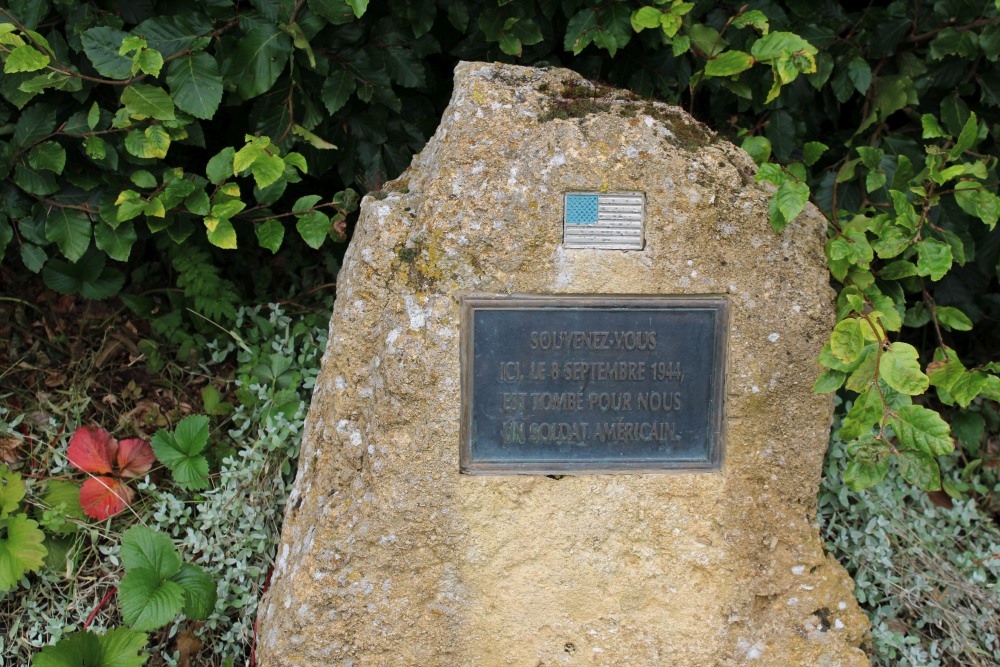 SOUVENEZ-VOUS
ICI, LE 8 SEPTEMBRE 1944,
EST TOMBÉ POUR NOUS
UN SOLDAT AMÉRICAIN.